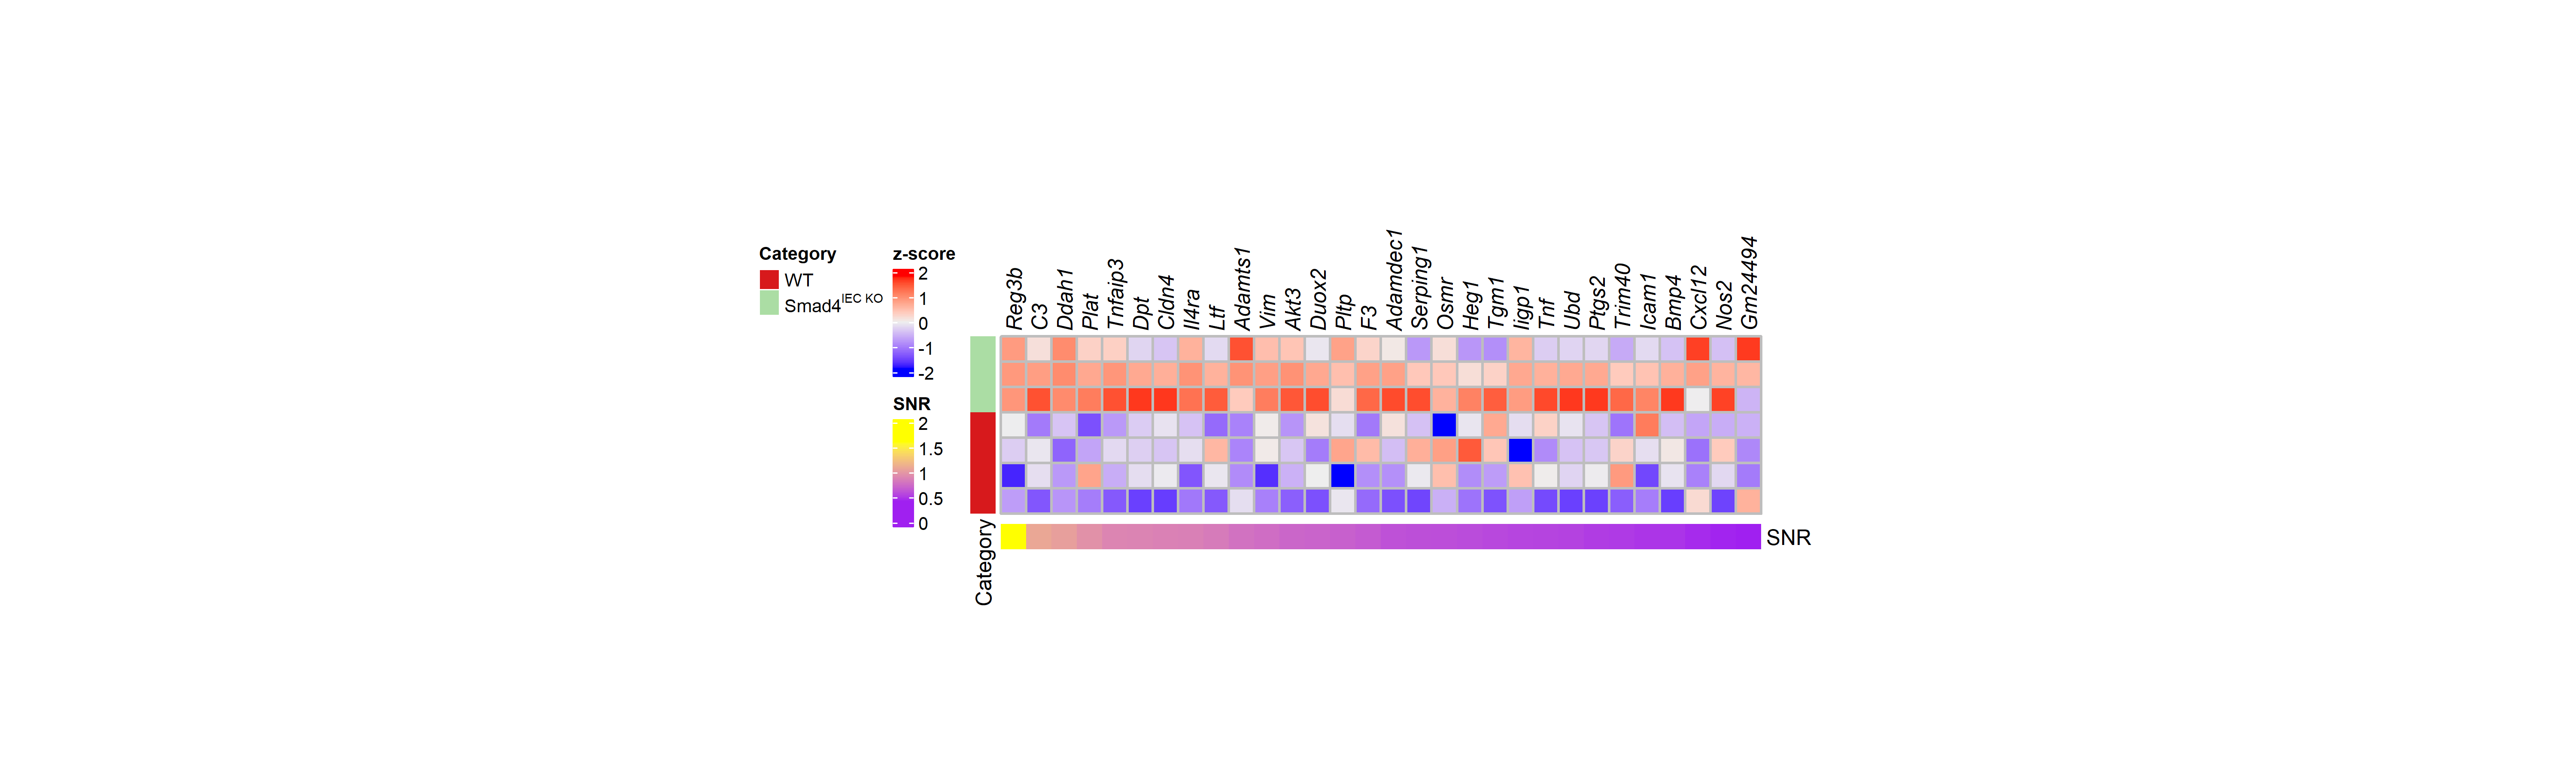 Category
WT
Smad4IEC KO
z-score
2
1
0
-1
-2
SNR
2
1.5
1
0.5
0
Reg3b
C3
Ddah1
Plat
Tnfaip3
Dpt
Cldn4
Il4ra
Ltf
Adamts1
Vim
Akt3
Duox2
Pltp
F3
Adamdec1
Serping1
Osmr
Heg1
Tgm1
Iigp1
Tnf
Ubd
Ptgs2
Trim40
Icam1
Bmp4
Cxcl12
Nos2
Gm24494
Category
SNR